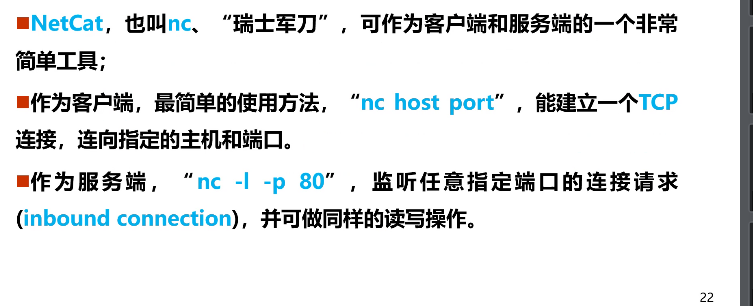 ■NetCat，也叫nc、“瑞士军刀”，可作为客户端和服务端的一个非常
简单工具；
■作为客户端，最简单的使用方法，“nc host port”，能建立一个TCP
连接，连向指定的主机和端口。
■作为服务端，“nc -l -p 80”，监听任意指定端口的连接请求
(inbound connection)，并可做同样的读写操作。
22